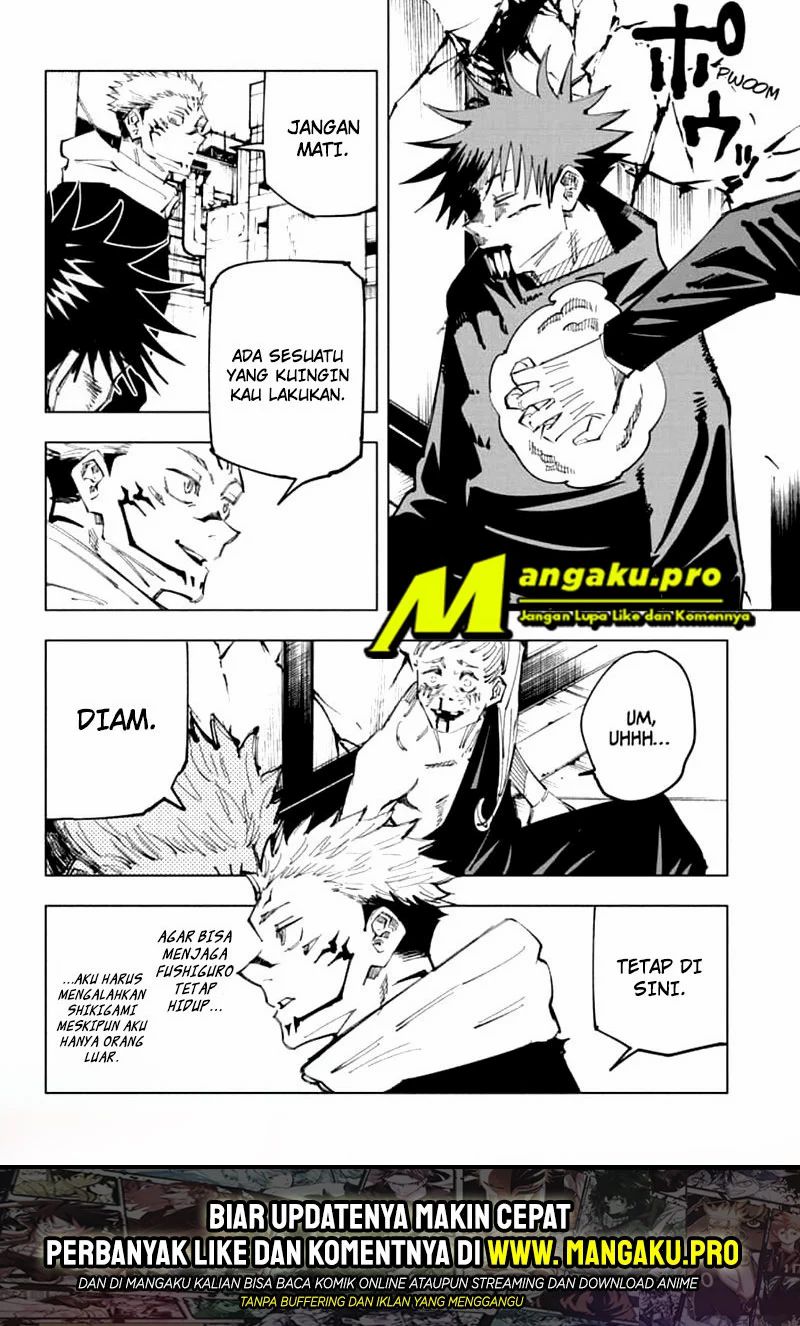 ポウッ
PWOOM
JANGAN
MATI.
ADA SESUATU
YANG KUINGIN
KAU LAKUKAN.
Mangaku.pro
Jangan Lupa Like dan Komennya
UM,
UHHH...
DIAM.
TETAP DI
SINI.
AGAR BISA
MENJAGA
FUSHIGURO
TETAP
HIDUP...
...AKU HARUS
MENGALAHKAN
SHIKIGAMI
MESKIPUN AKU
HANYA ORANG
LUAR.
BIAR UPDATENYA MAKIN CEPAT
PERBANYAK LIKE DAN KOMENTNYA DI WWW. MANGAKU.PRO
DAN DI MANGAKU KALIAN BISA BACA KOMIK ONLINE ATAUPUN STREAMING DAN DOWNLOAD ANIME
TANPA BUFFERING DAN IKLAN YANG MENGGANGU